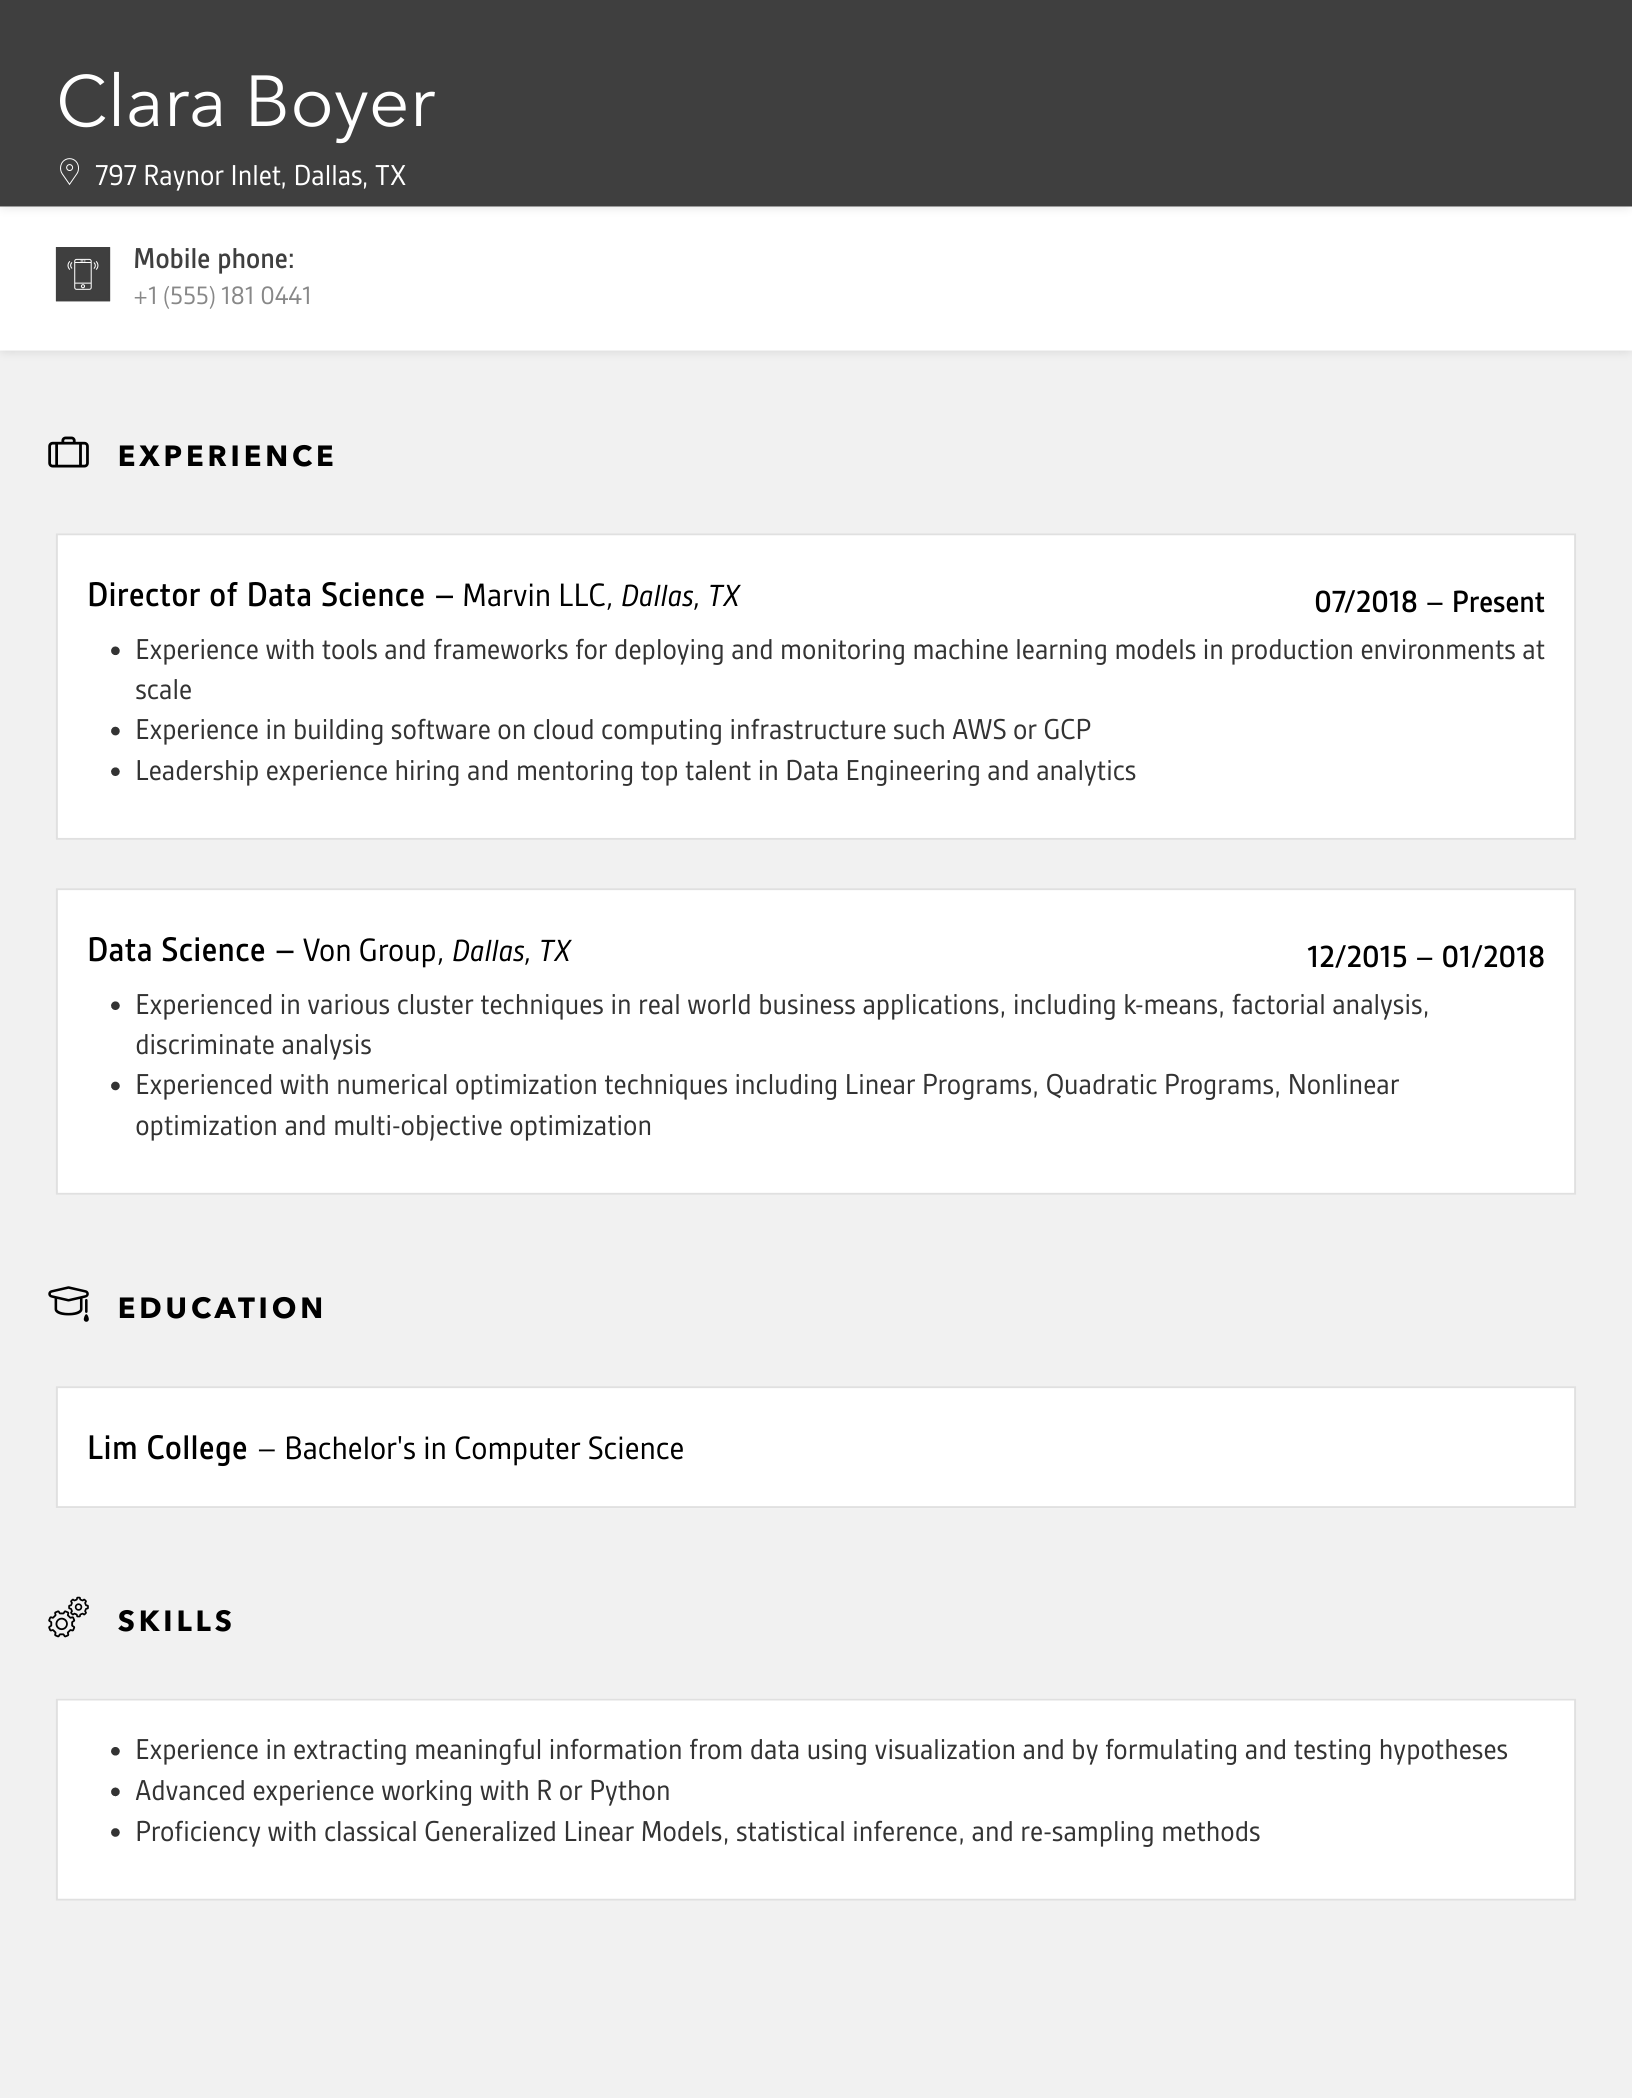 Clara Boyer
797 Raynor Inlet, Dallas, TX
Mobile phone:
+1 (555) 181 0441
EXPERIENCE
Director of Data Science – Marvin LLC, Dallas, TX
07/2018 – Present
• Experience with tools and frameworks for deploying and monitoring machine learning models in production environments at
scale
• Experience in building software on cloud computing infrastructure such AWS or GCP
• Leadership experience hiring and mentoring top talent in Data Engineering and analytics
Data Science – Von Group, Dallas, TX
12/2015 – 01/2018
• Experienced in various cluster techniques in real world business applications, including k-means, factorial analysis,
discriminate analysis
• Experienced with numerical optimization techniques including Linear Programs, Quadratic Programs, Nonlinear
optimization and multi-objective optimization
EDUCATION
Lim College – Bachelor's in Computer Science
SKILLS
• Experience in extracting meaningful information from data using visualization and by formulating and testing hypotheses
• Advanced experience working with R or Python
• Proficiency with classical Generalized Linear Models, statistical inference, and re-sampling methods